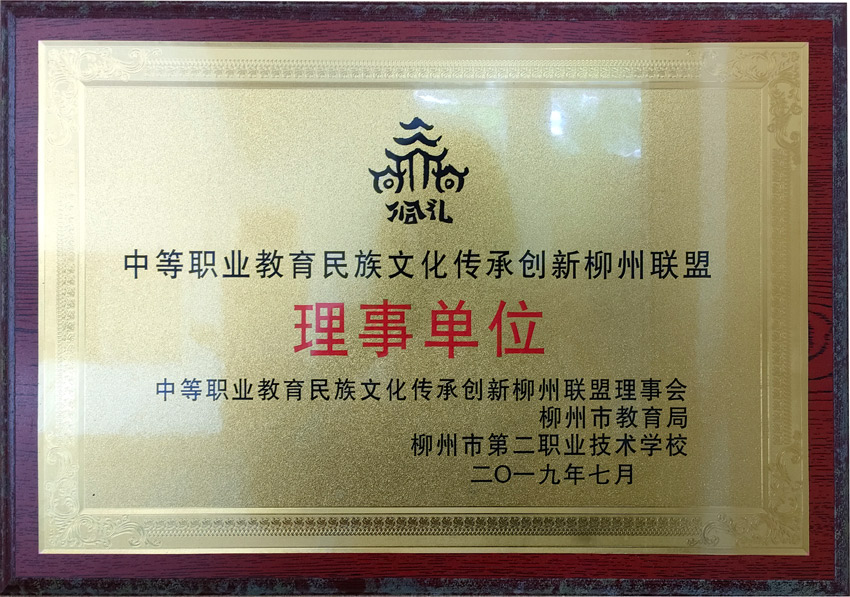 中等职业教育民族文化传承创新柳州联盟
理事单位
中等职业教育民族文化传承创新柳州联盟理事会
柳州市教育局
柳州市第二职业技术学校
二〇一九年七月